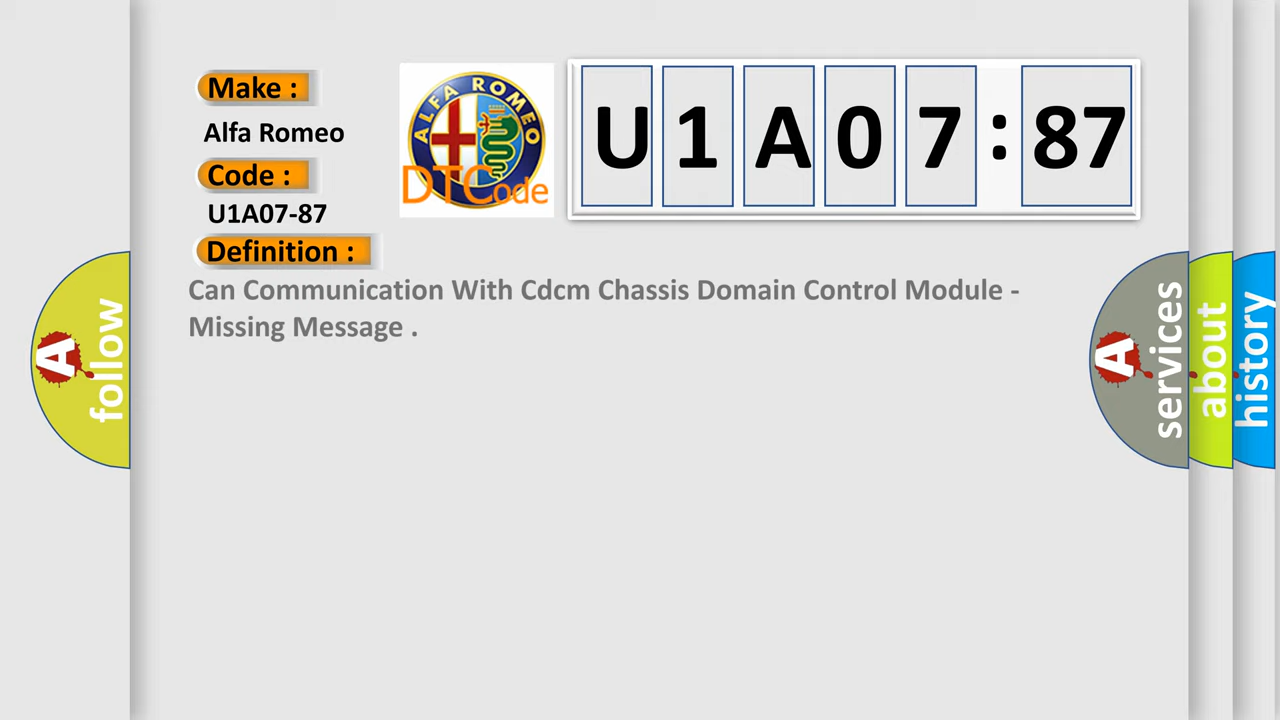 Make :
Alfa Romeo
Code :
U1A07-87
Definition :
Can Communication With Cdcm Chassis Domain Control Module -
Missing Message .
ALFA ROMEO
DTCode
U1A07:87
A follow
A services
about
history